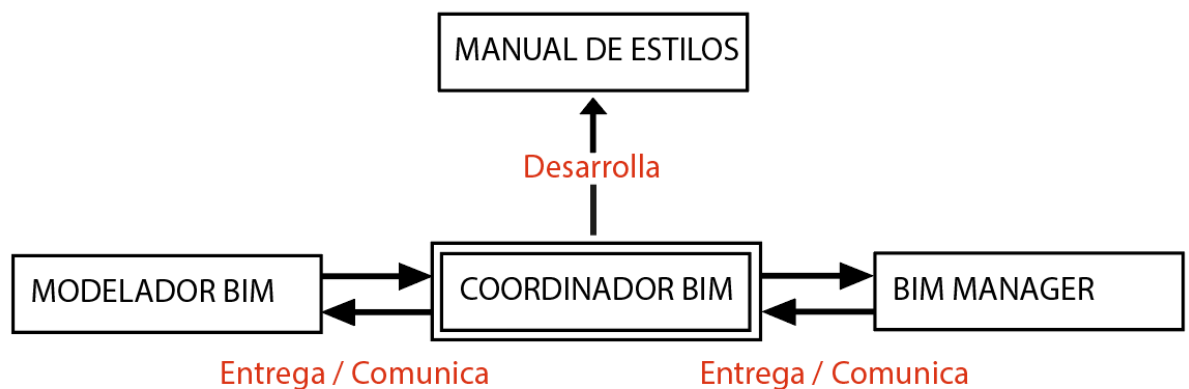 MANUAL DE ESTILOS
Desarrolla
MODELADOR BIM
COORDINADOR BIM
BIM MANAGER
Entrega / Comunica
Entrega / Comunica